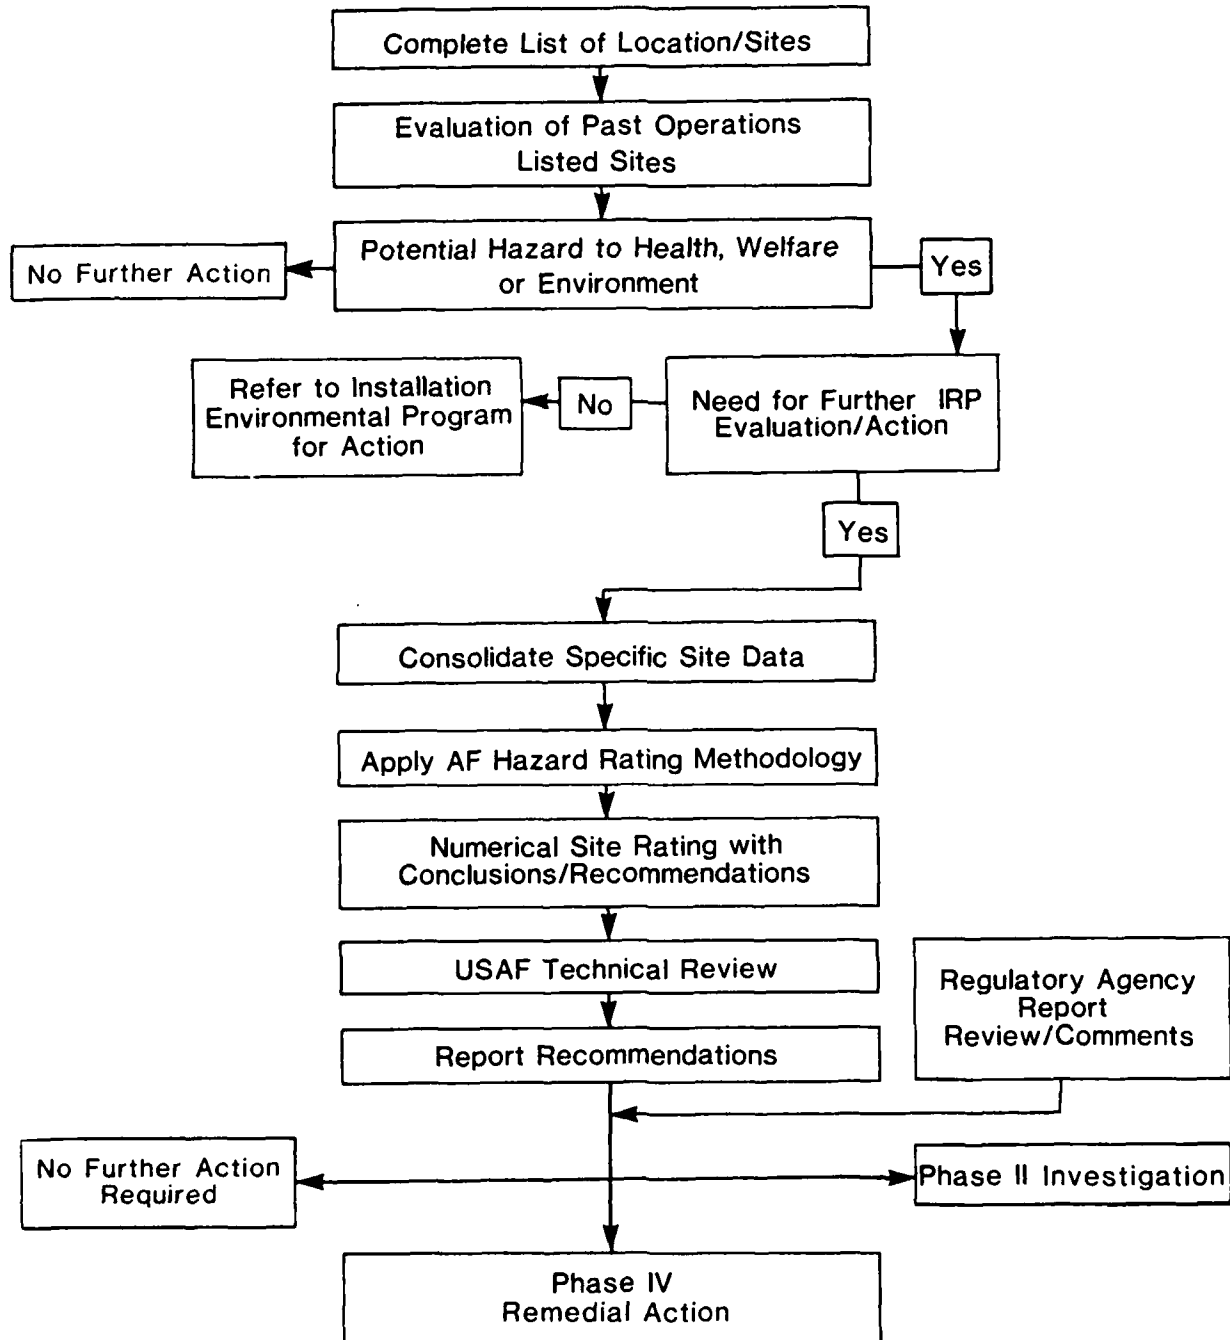 Complete List of Location/Sites
Evaluation of Past Operations
Listed Sites
Potential Hazard to Health, Welfare
or Environment
No Further Action
Yes
Refer to Installation
Environmental Program
for Action
No
Need for Further IRP
Evaluation/Action
Yes
Consolidate Specific Site Data
Apply AF Hazard Rating Methodology
Numerical Site Rating with
Conclusions/Recommendations
USAF Technical Review
Regulatory Agency
Report
Review/Comments
Report Recommendations
No Further Action
Required
Phase II Investigation
Phase IV
Remedial Action